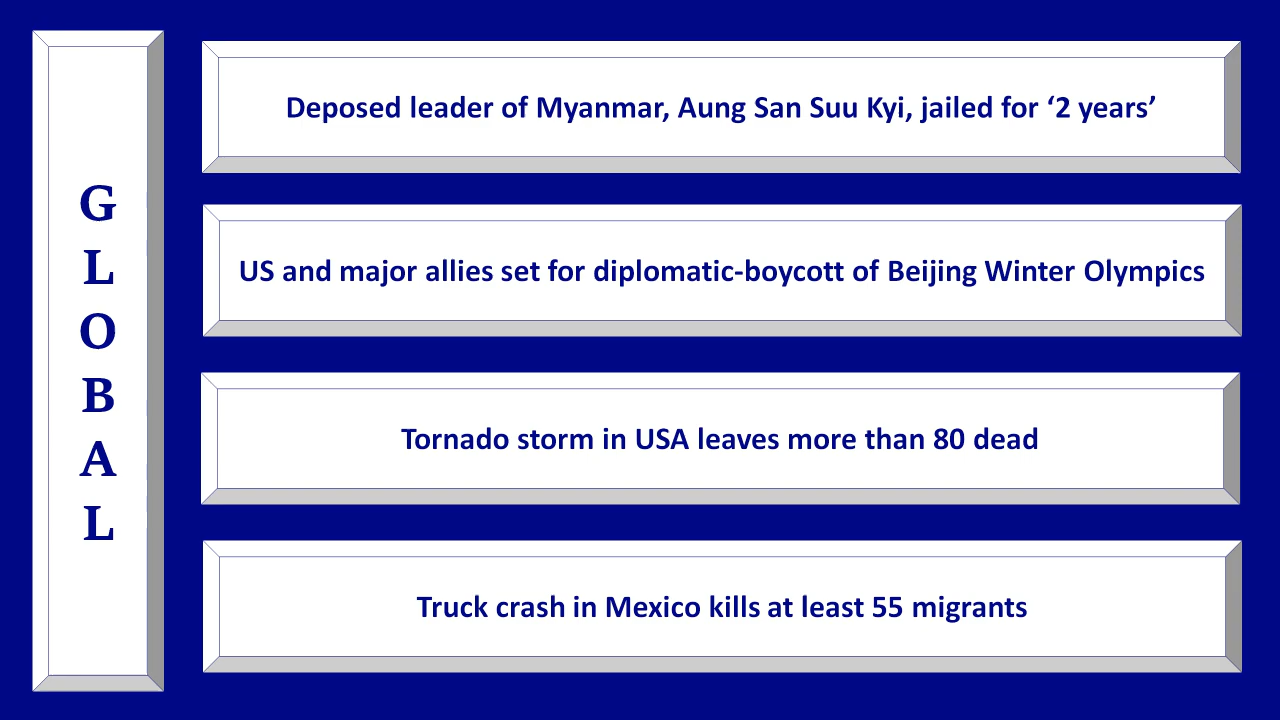 G
L
O
B
A
L
Deposed leader of Myanmar, Aung San Suu Kyi, jailed for ‘2 years’
US and major allies set for diplomatic-boycott of Beijing Winter Olympics
Tornado storm in USA leaves more than 80 dead
Truck crash in Mexico kills at least 55 migrants